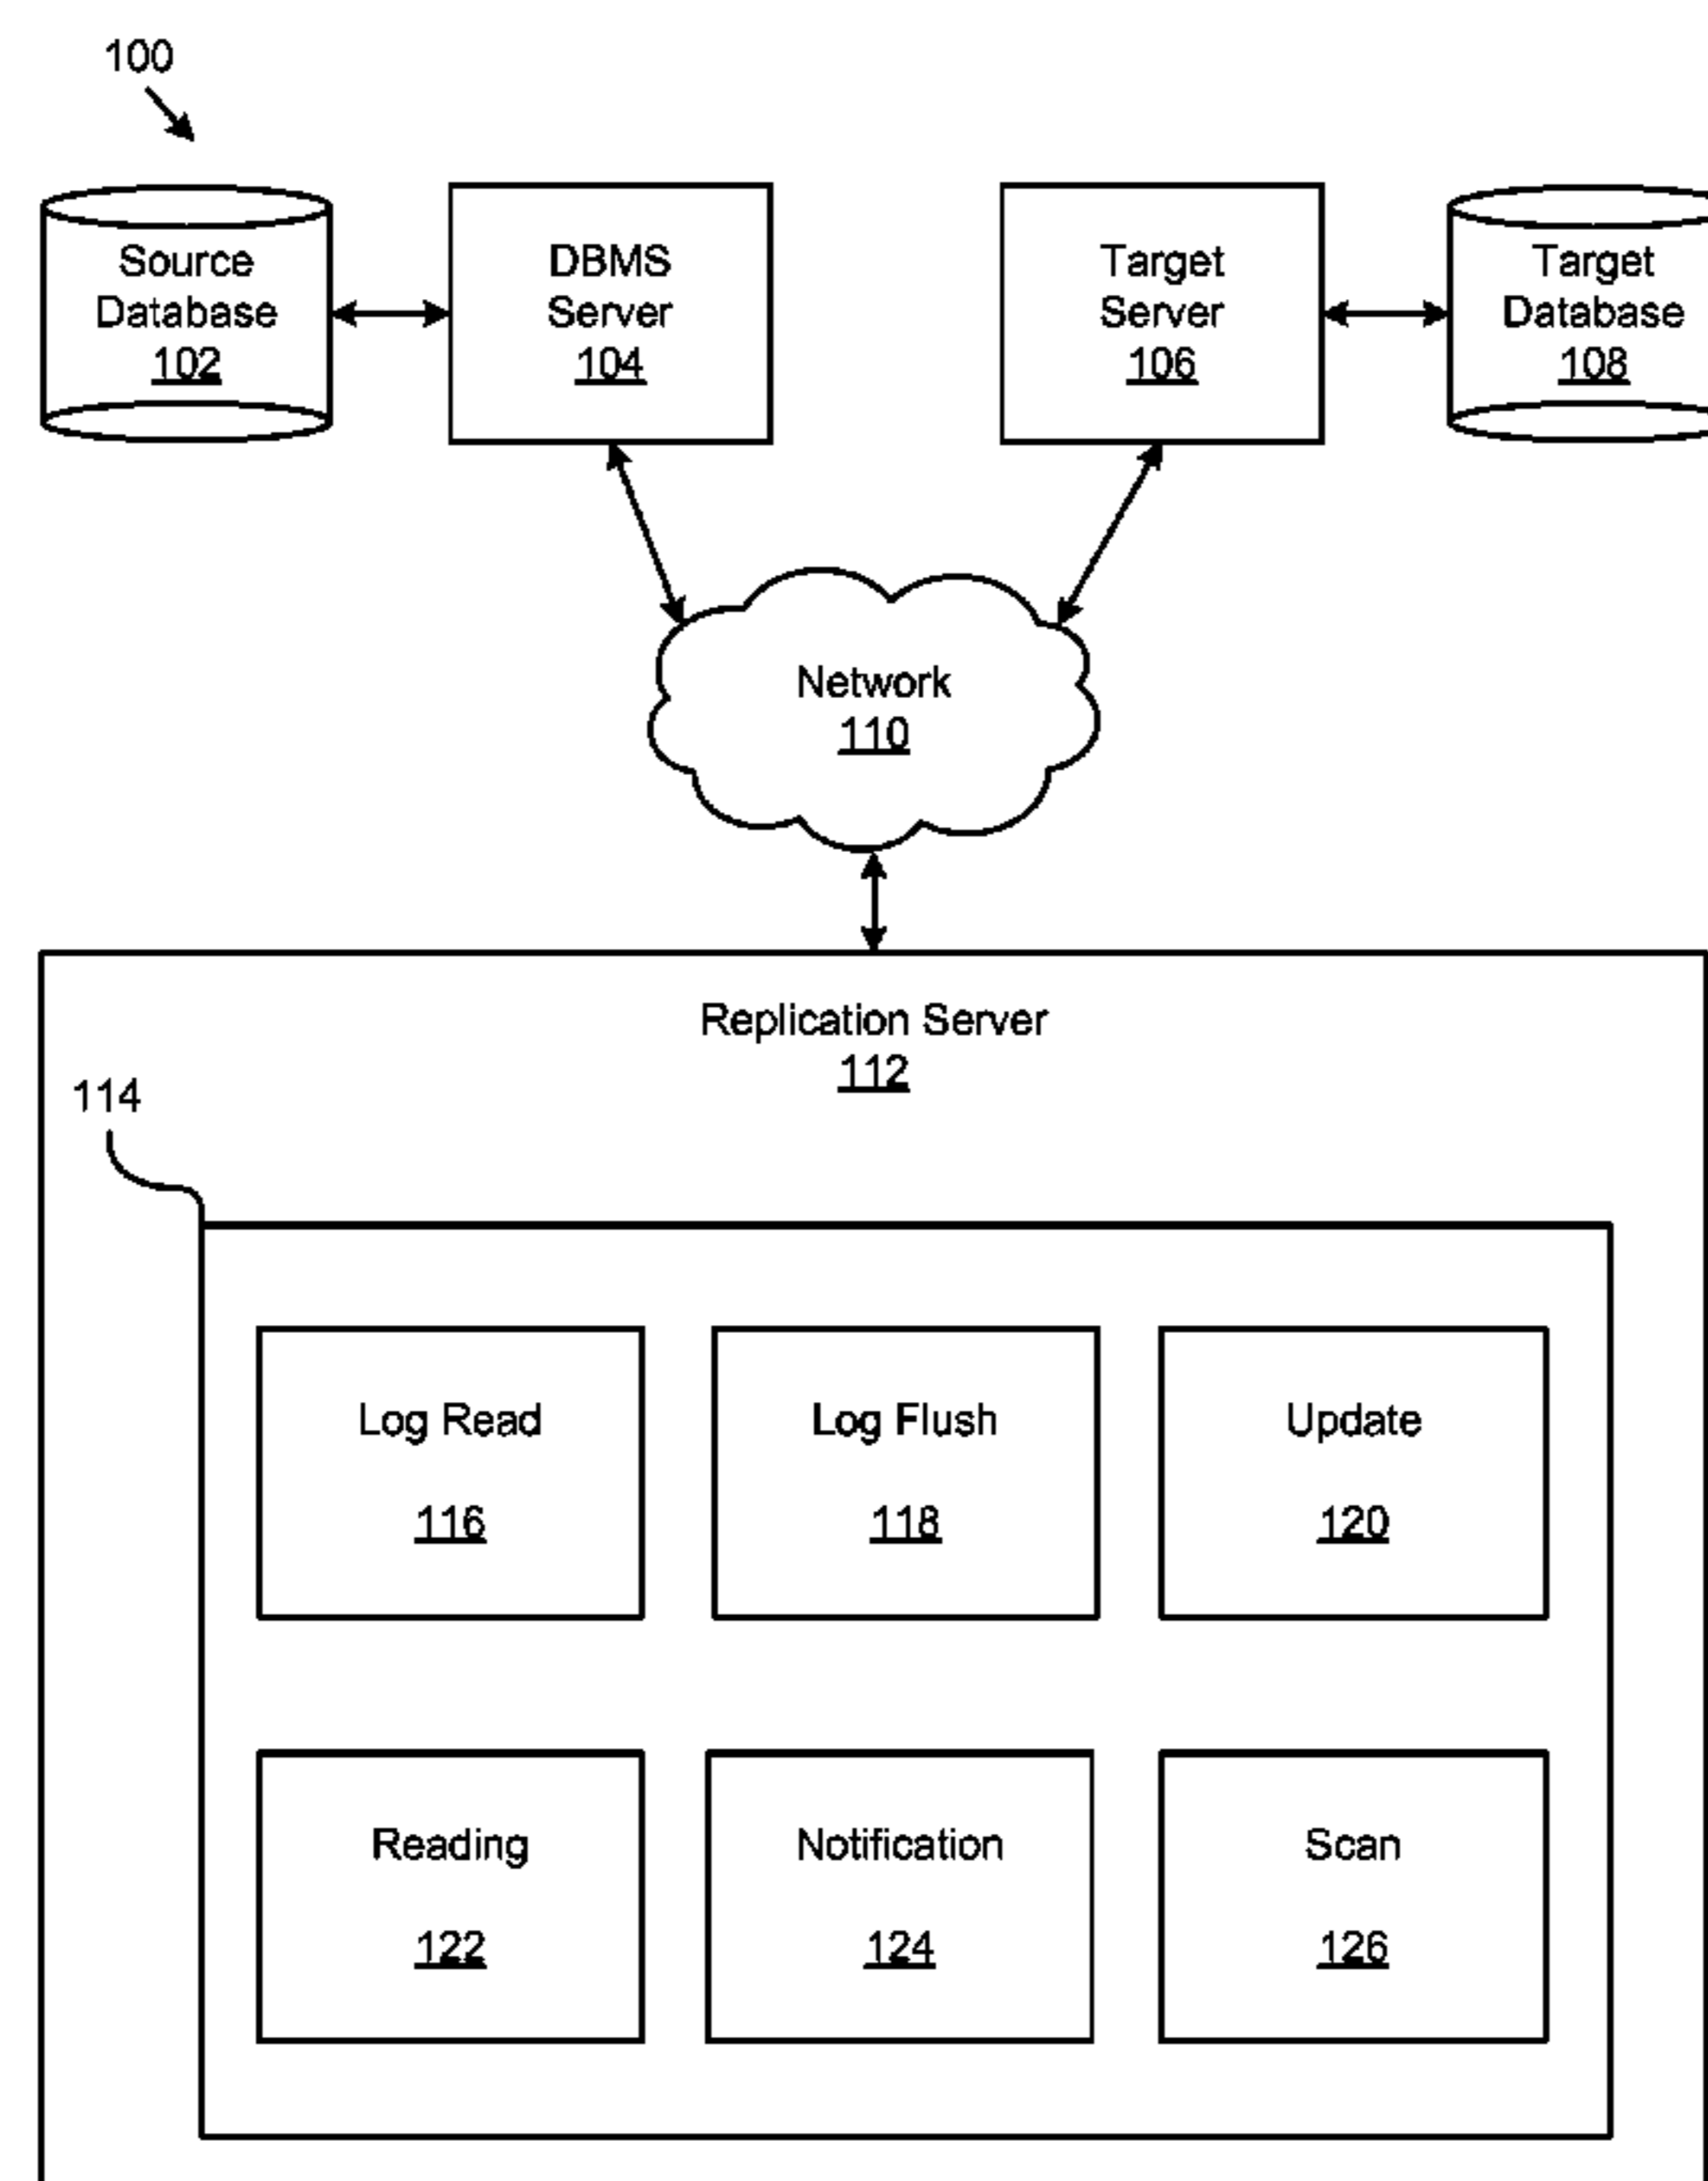 100
Source
Database
102
DBMS
Server
104
Target
Server
106
Target
Database
108
Network
110
Replication Server
112
114
Log Read
116
Log Flush
118
Update
120
Reading
122
Notification
124
Scan
126